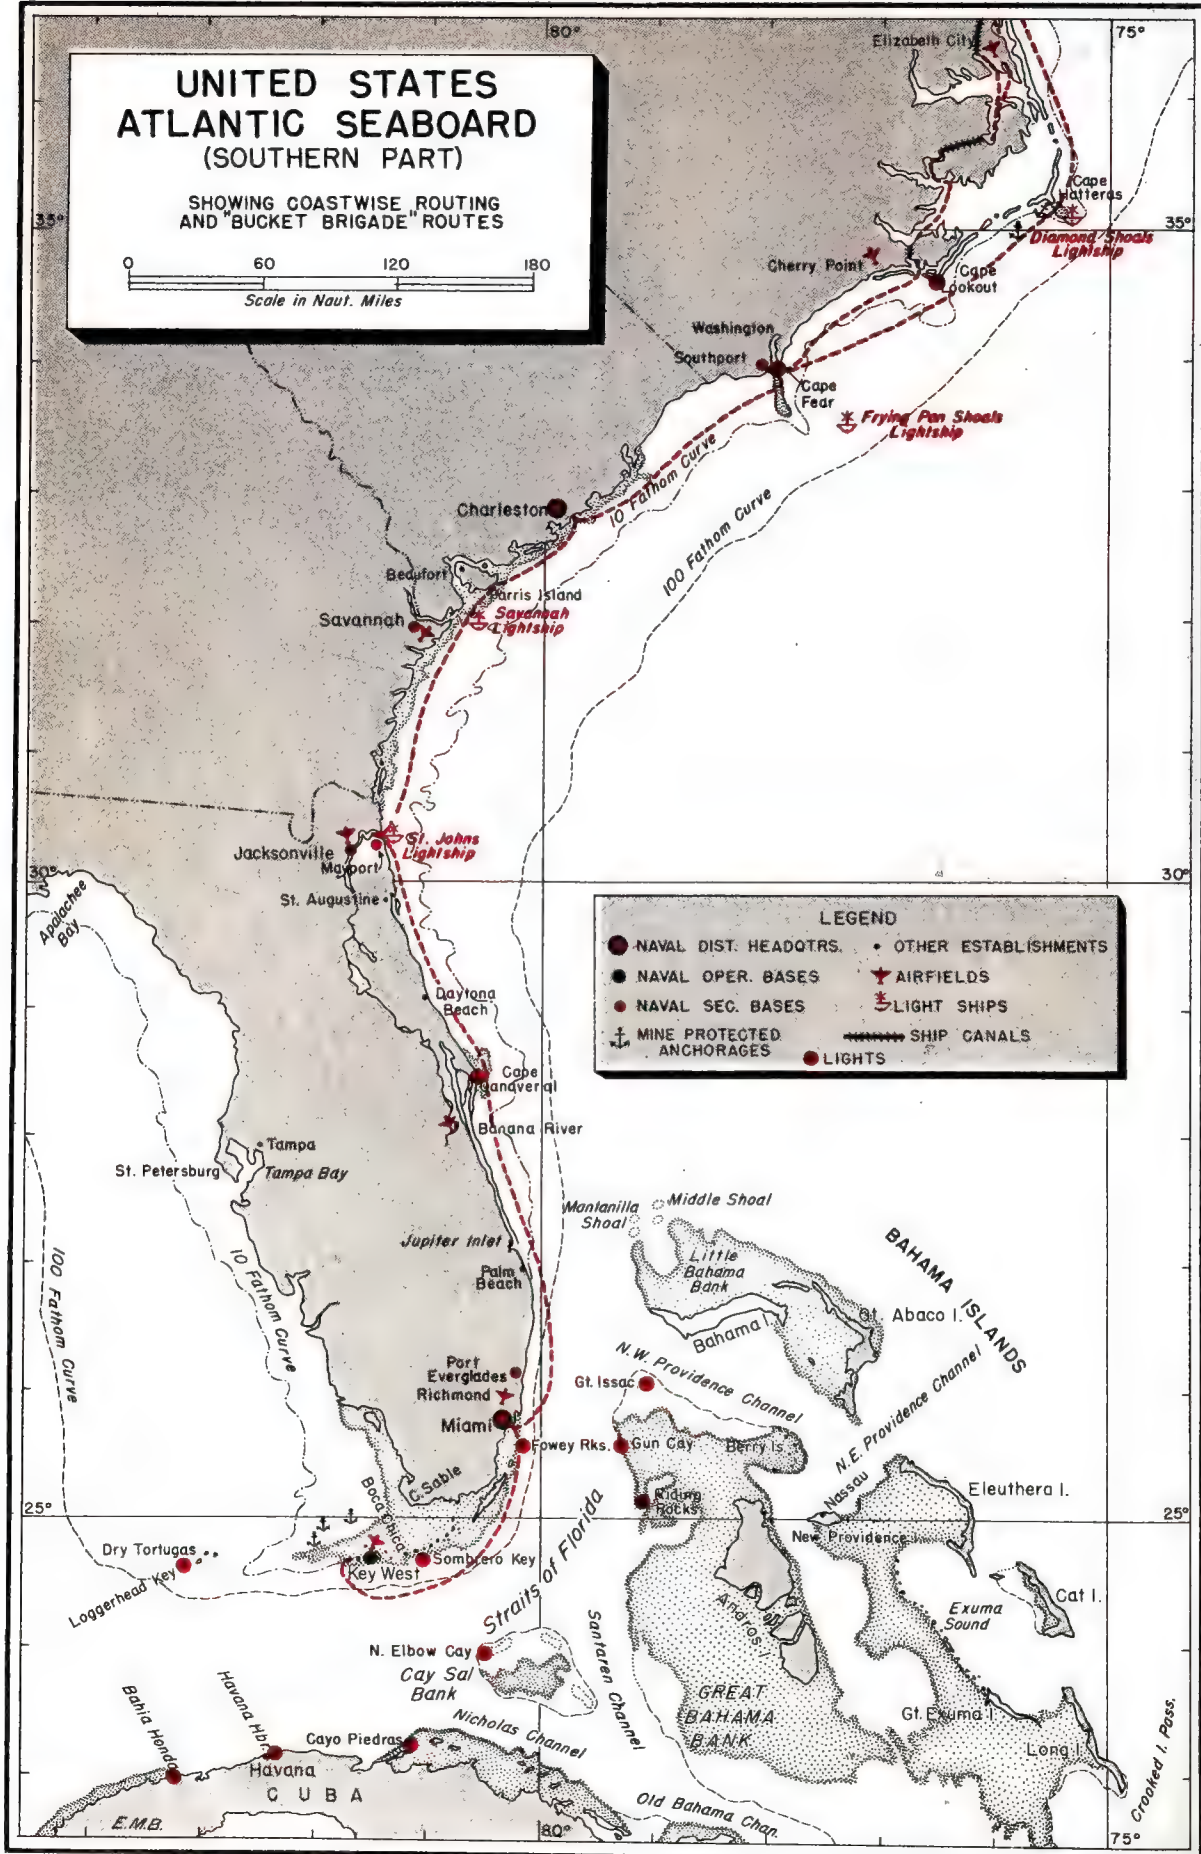 80°
75°
Elizabeth City
UNITED STATES
ATLANTIC SEABOARD
(SOUTHERN PART)
SHOWING COASTWISE ROUTING
AND "BUCKET BRIGADE" ROUTES
0 60 120 180
Scale in Naut. Miles
35°
35°
Cape
Hatteras
Diamond Shoals
Lightship
Cherry Point
Cape
Lookout
Washington
Southport
Cape
Fear
Frying Pan Shoals
Lightship
10 Fathom Curve
100 Fathom Curve
Charleston
Beaufort
Parris Island
Savannah
Savannah
Lightship
St. Johns
Lightship
Jacksonville
Mayport
30°
30°
St. Augustine
Apalachee
Bay
LEGEND
NAVAL DIST. HEADQTRS.
OTHER ESTABLISHMENTS
NAVAL OPER. BASES
AIRFIELDS
NAVAL SEC. BASES
LIGHT SHIPS
MINE PROTECTED
ANCHORAGES
SHIP CANALS
LIGHTS
Daytona
Beach
Cape
Canaveral
Banana River
Tampa
St. Petersburg
Tampa Bay
Mantanilla
Shoal
Middle Shoal
Jupiter Inlet
Palm
Beach
Little
Bahama
Bank
BAHAMA ISLANDS
Gt. Abaco I.
Bahama I.
100 Fathom Curve
10 Fathom Curve
Port
Everglades
Richmond
Miami
N.W. Providence Channel
Gt. Issac
N.E. Providence Channel
Fowey Rks.
Gun Cay
Berry Is.
C. Sable
Boca Chica
Riding
Rocks
Nassau
Eleuthera I.
25°
25°
New Providence I.
Dry Tortugas
Loggerhead Key
Key West
Sombrero Key
Straits of Florida
Andros I.
Exuma
Sound
Cat I.
N. Elbow Cay
Cay Sal
Bank
Santaren Channel
GREAT
BAHAMA
BANK
Gt. Exuma I.
Long I.
Crooked I. Pass.
Bahia Honda
Havana Hbr.
Cayo Piedras
Nicholas Channel
Havana
CUBA
Old Bahama Chan.
E.M.B.
80°
75°